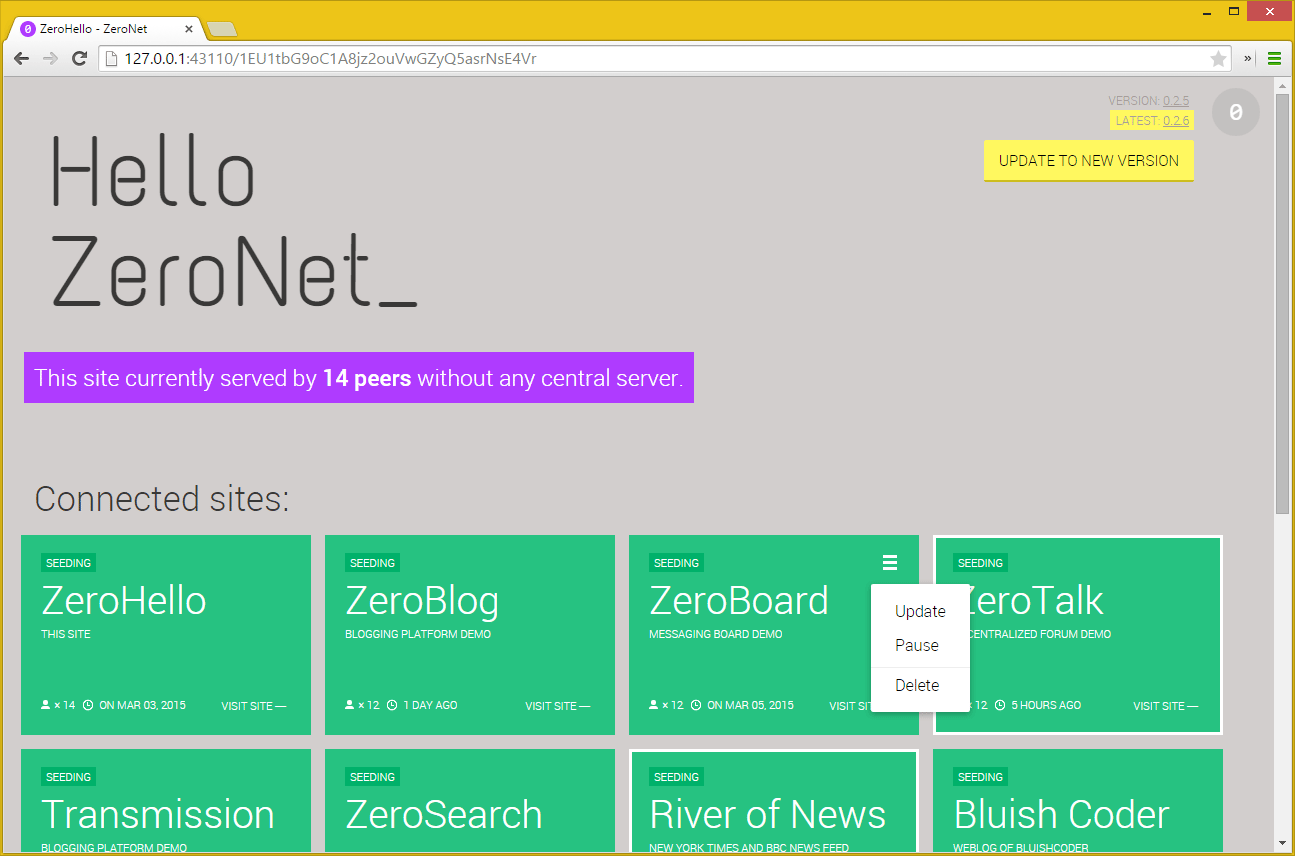 ZeroHello - ZeroNet
127.0.0.1:43110/1EU1tbG9oC1A8jz2ouVwGZyQ5asrNsE4Vr
VERSION: 0.2.5
LATEST: 0.2.6
0
UPDATE TO NEW VERSION
Hello
ZeroNet_
This site currently served by 14 peers without any central server.
Connected sites:
SEEDING
ZeroHello
THIS SITE
× 14 ON MAR 03, 2015 VISIT SITE —
SEEDING
ZeroBlog
BLOGGING PLATFORM DEMO
× 12 1 DAY AGO VISIT SITE —
SEEDING
ZeroBoard
MESSAGING BOARD DEMO
× 12 ON MAR 05, 2015 VISIT SIT
Update
Pause
Delete
SEEDING
ZeroTalk
CENTRALIZED FORUM DEMO
× 12 5 HOURS AGO VISIT SITE —
SEEDING
Transmission
BLOGGING PLATFORM DEMO
SEEDING
ZeroSearch
SEEDING
River of News
NEW YORK TIMES AND BBC NEWS FEED
SEEDING
Bluish Coder
WEBLOG OF BLUISHCODER